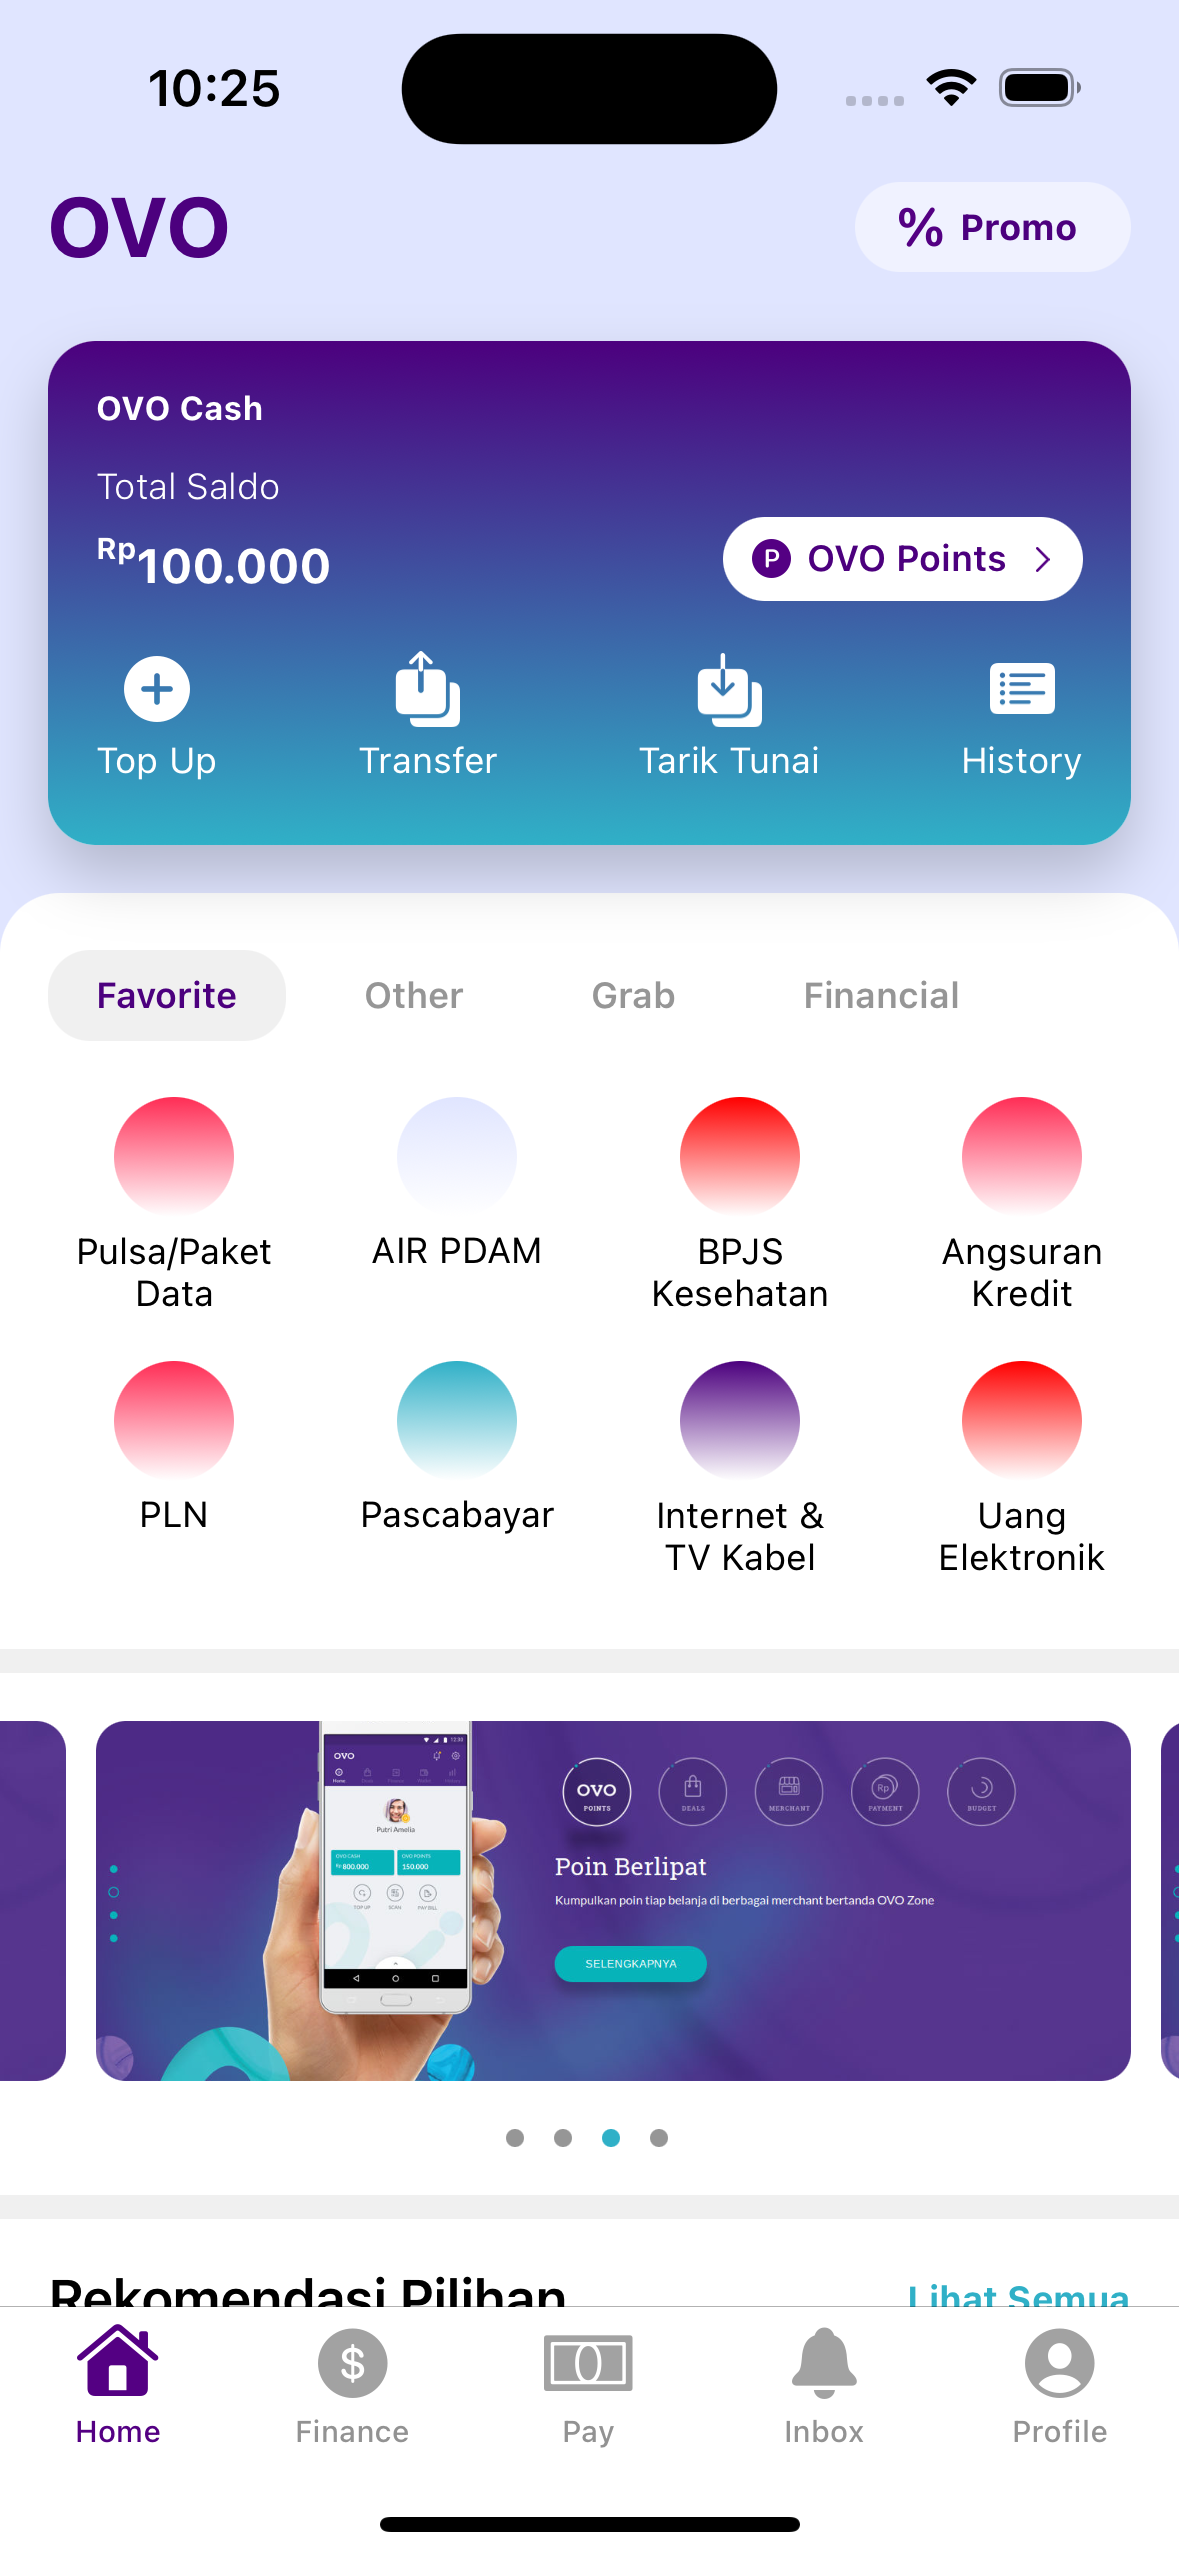 10:25
OVO
% Promo
OVO Cash
Total Saldo
Rp100.000
P OVO Points
Top Up
Transfer
Tarik Tunai
History
Favorite
Other
Grab
Financial
Pulsa/Paket
Data
AIR PDAM
BPJS
Kesehatan
Angsuran
Kredit
PLN
Pascabayar
Internet &
TV Kabel
Uang
Elektronik
12.30
OVO
Home
Putri Amelia
OVO CASH
Rp 800.000
OVO POINTS
150.000
TOP UP
SCAN
PAY BILL
OVO
POINTS
DEALS
MERCHANT
Rp
PAYMENT
BUDGET
Poin Berlipat
Kumpulkan poin tiap belanja di berbagai merchant bertanda OVO Zone
SELENGKAPNYA
Rekomendasi Pilihan
Lihat Semua
Home
Finance
Pay
Inbox
Profile